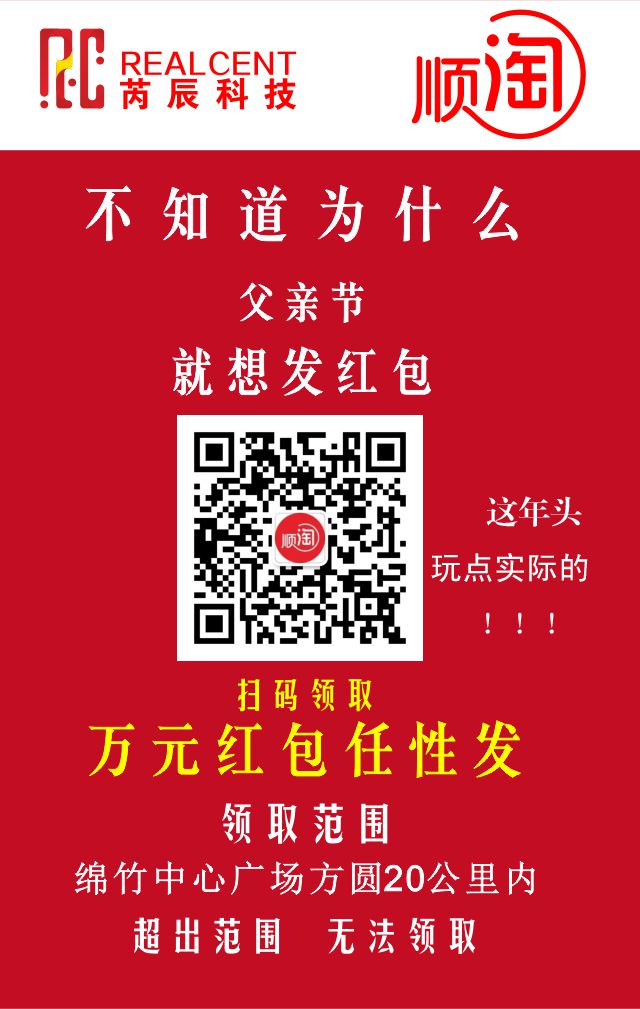 REALCENT
芮辰科技
顺淘
不知道为什么
父亲节
就想发红包
顺淘
这年头
玩点实际的
！！！
扫码领取
万元红包任性发
领取范围
绵竹中心广场方圆20公里内
超出范围 无法领取